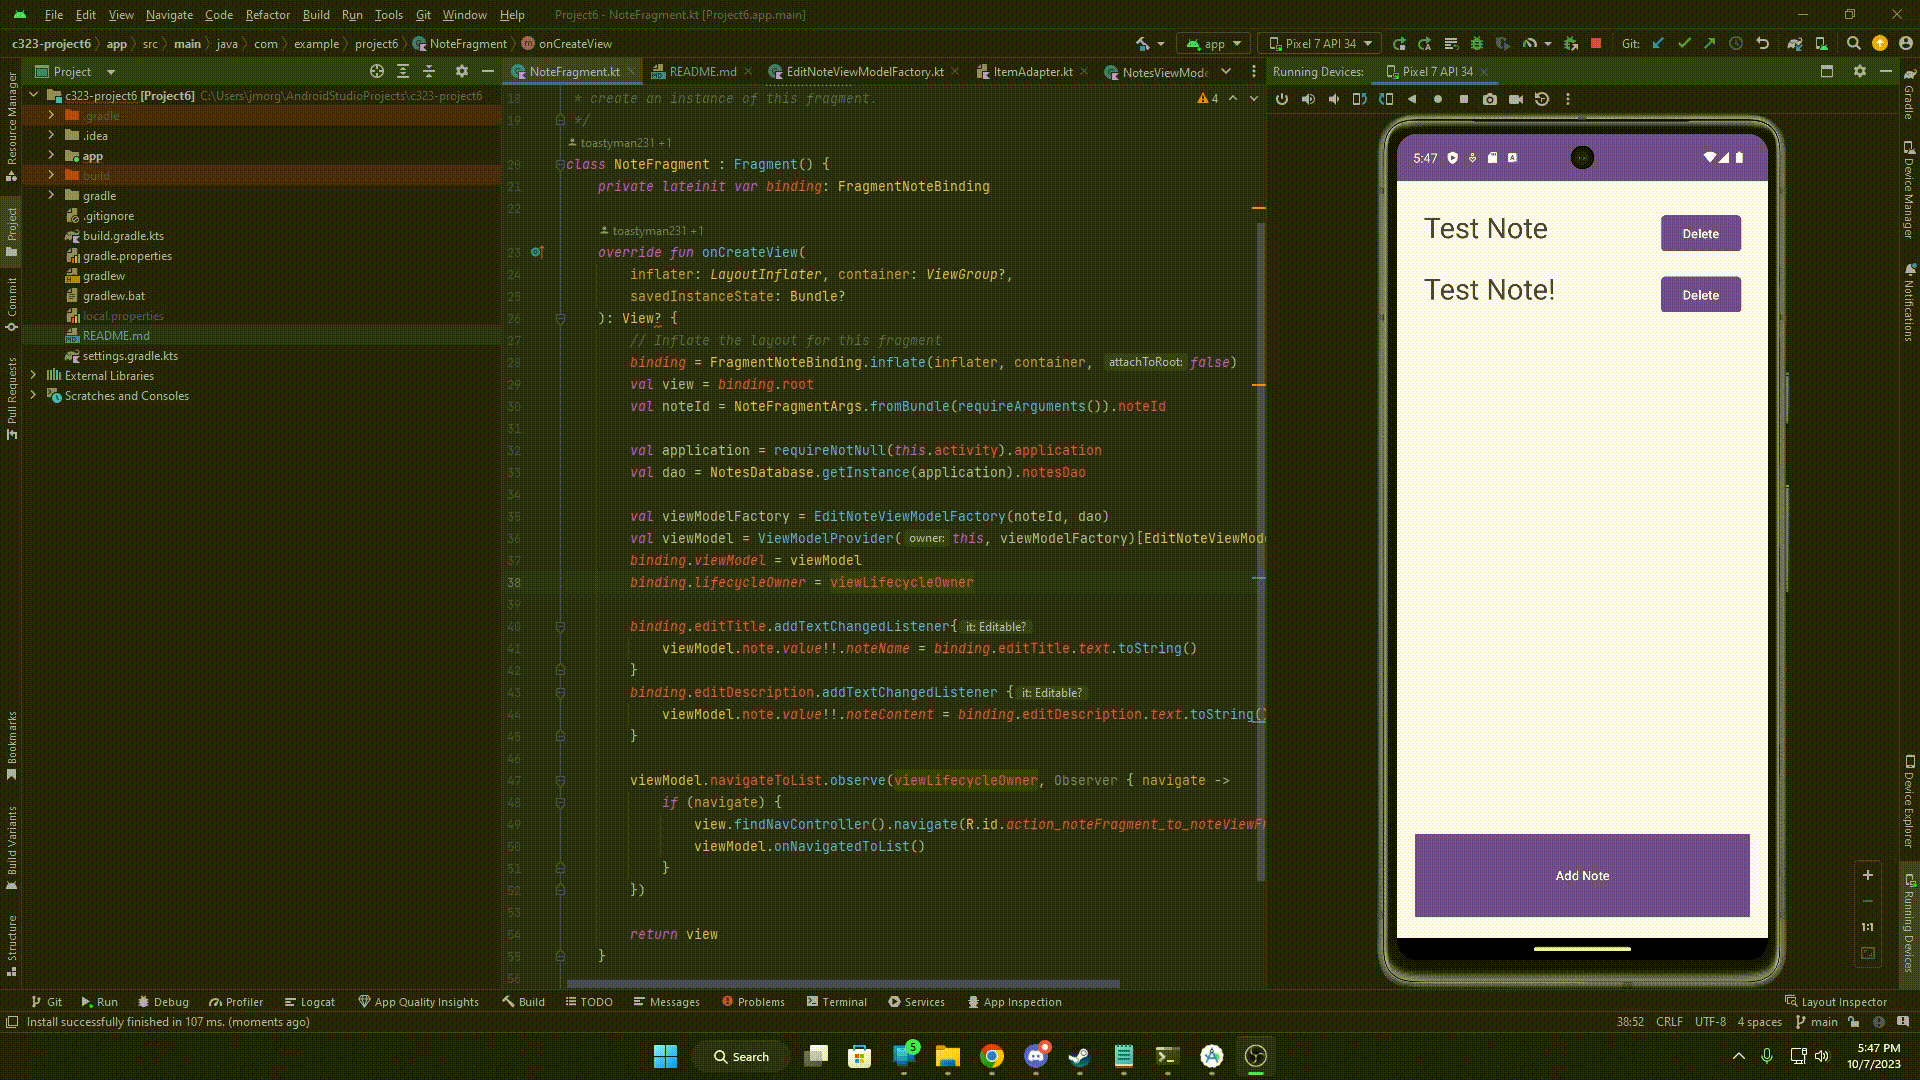 File Edit View Navigate Code Refactor Build Run Tools Git Window Help Project6 - NoteFragment.kt [Project6.app.main]
c323-project6 app src main java com example project6 NoteFragment onCreateView app Pixel 7 API 34 Git:
Project
NoteFragment.kt README.md EditNoteViewModelFactory.kt ItemAdapter.kt NotesViewMode
Running Devices: Pixel 7 API 34
Resource Manager
Project
Commit
Pull Requests
Bookmarks
Build Variants
Structure
c323-project6 [Project6] C:\Users\jmorg\AndroidStudioProjects\c323-project6
.gradle
.idea
app
build
gradle
.gitignore
build.gradle.kts
gradle.properties
gradlew
gradlew.bat
local.properties
README.md
settings.gradle.kts
External Libraries
Scratches and Consoles
4
18 * create an instance of this fragment.
19 */
toastyman231 +1
20 class NoteFragment : Fragment() {
21 private lateinit var binding: FragmentNoteBinding
22
toastyman231 +1
23 override fun onCreateView(
24 inflater: LayoutInflater, container: ViewGroup?,
25 savedInstanceState: Bundle?
26 ): View? {
27 // Inflate the layout for this fragment
28 binding = FragmentNoteBinding.inflate(inflater, container, attachToRoot: false)
29 val view = binding.root
30 val noteId = NoteFragmentArgs.fromBundle(requireArguments()).noteId
31
32 val application = requireNotNull(this.activity).application
33 val dao = NotesDatabase.getInstance(application).notesDao
34
35 val viewModelFactory = EditNoteViewModelFactory(noteId, dao)
36 val viewModel = ViewModelProvider( owner: this, viewModelFactory)[EditNoteViewMod
37 binding.viewModel = viewModel
38 binding.lifecycleOwner = viewLifecycleOwner
39
40 binding.editTitle.addTextChangedListener{ it: Editable?
41 viewModel.note.value!!.noteName = binding.editTitle.text.toString()
42 }
43 binding.editDescription.addTextChangedListener { it: Editable?
44 viewModel.note.value!!.noteContent = binding.editDescription.text.toString()
45 }
46
47 viewModel.navigateToList.observe(viewLifecycleOwner, Observer { navigate ->
48 if (navigate) {
49 view.findNavController().navigate(R.id.action_noteFragment_to_noteViewFr
50 viewModel.onNavigatedToList()
51 }
52 })
53
54 return view
55 }
56
5:47
Test Note Delete
Test Note! Delete
Add Note
1:1
Gradle
Device Manager
Notifications
Device Explorer
Running Devices
Git Run Debug Profiler Logcat App Quality Insights Build TODO Messages Problems Terminal Services App Inspection Layout Inspector
Install successfully finished in 107 ms. (moments ago) 38:52 CRLF UTF-8 4 spaces main
Search 5 5:47 PM
10/7/2023